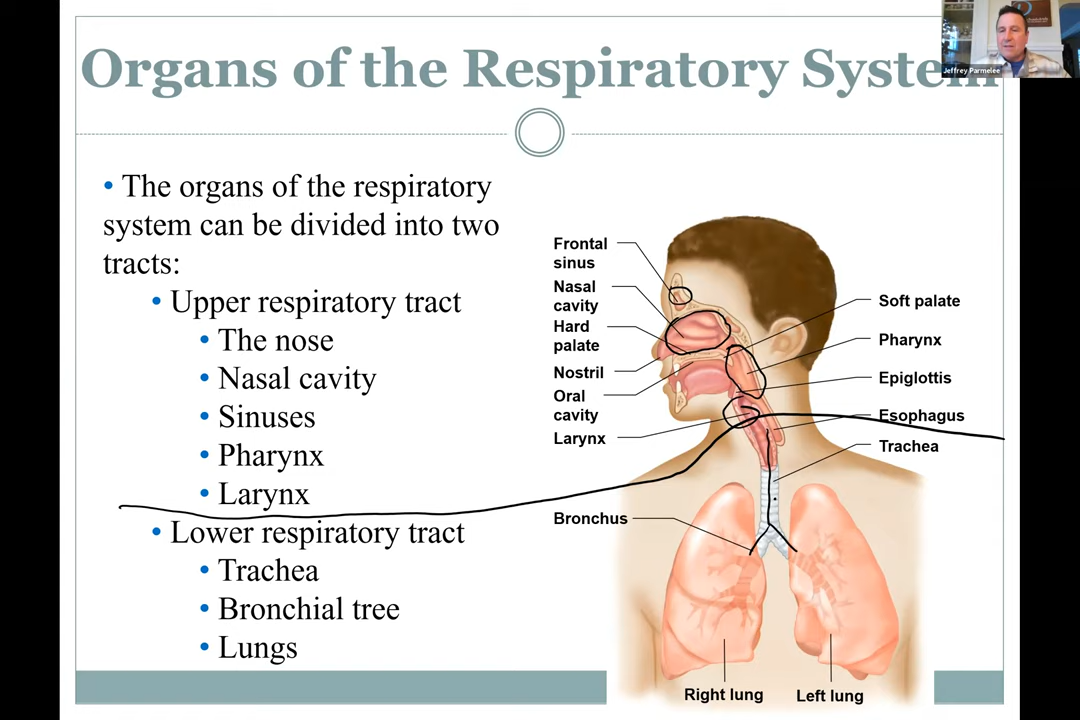 Organs of the Respiratory System
Jeffrey Parmelee
• The organs of the respiratory
system can be divided into two
tracts:
• Upper respiratory tract
• The nose
• Nasal cavity
• Sinuses
• Pharynx
• Larynx
• Lower respiratory tract
• Trachea
• Bronchial tree
• Lungs
Frontal
sinus
Nasal
cavity
Hard
palate
Nostril
Oral
cavity
Larynx
Bronchus
Soft palate
Pharynx
Epiglottis
Esophagus
Trachea
Right lung
Left lung